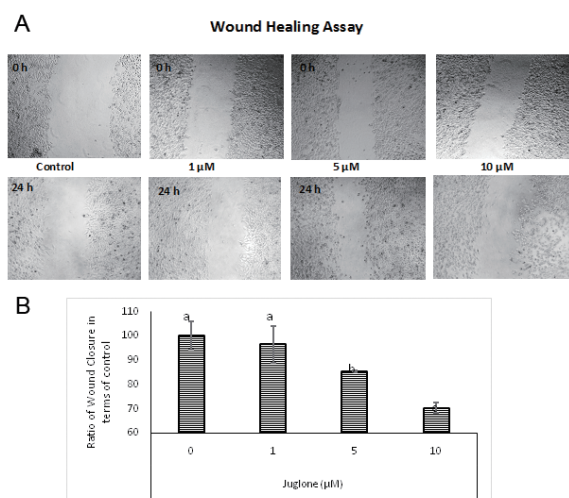 A
Wound Healing Assay
0 h
0 h
0 h
Control
1 µM
5 µM
10 µM
24 h
24 h
24 h
B
Ratio of Wound Closure in
terms of control
110
100
90
80
70
60
a
a
b
0
1
5
10
Juglone (µM)